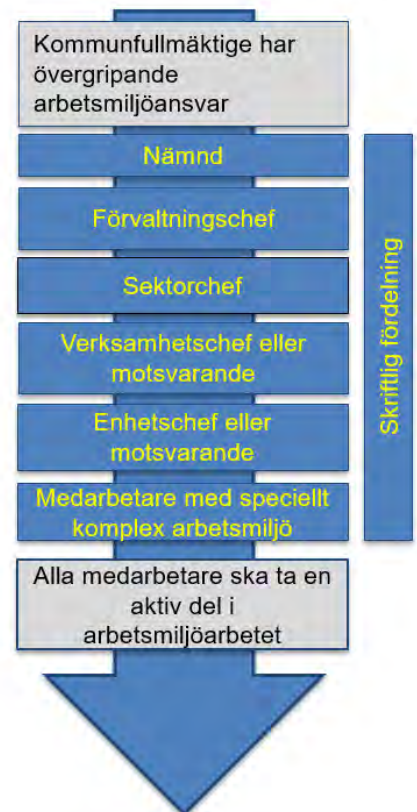 Kommunfullmäktige har
övergripande
arbetsmiljöansvar
Nämnd
Förvaltningschef
Sektorchef
Verksamhetschef eller
motsvarande
Enhetschef eller
motsvarande
Medarbetare med speciellt
komplex arbetsmiljö
Skriftlig fördelning
Alla medarbetare ska ta en
aktiv del i
arbetsmiljöarbetet